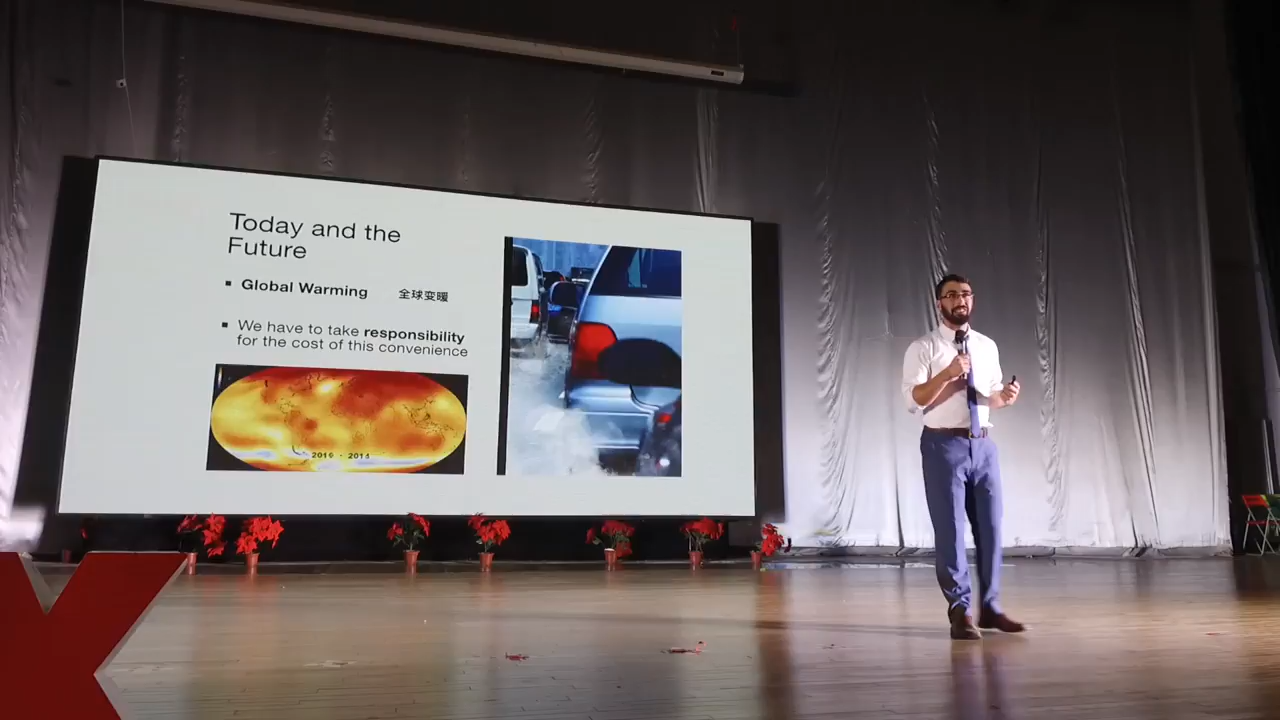 Today and the
Future
Global Warming 全球变暖
We have to take responsibility
for the cost of this convenience
2010 - 2014
X